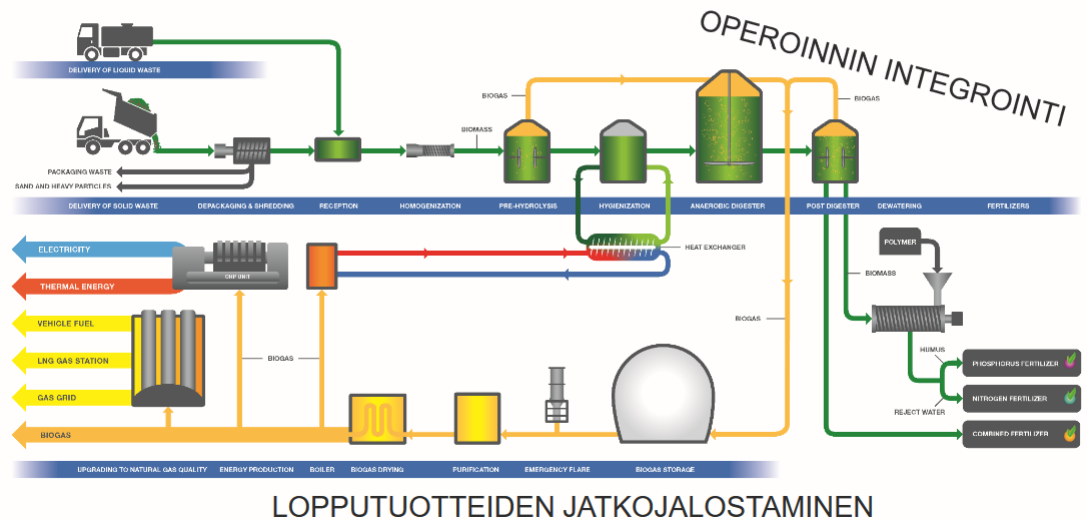 OPEROINNIN INTEGROINTI
DELIVERY OF LIQUID WASTE
BIOGAS
BIOGAS
BIOMASS
PACKAGING WASTE
SAND AND HEAVY PARTICLES
DELIVERY OF SOLID WASTE
DEPACKAGING & SHREDDING
RECEPTION
HOMOGENIZATION
PRE-HYDROLYSIS
HYGIENIZATION
ANAEROBIC DIGESTER
POST DIGESTER
DEWATERING
FERTILIZERS
ELECTRICITY
CHP UNIT
HEAT EXCHANGER
POLYMER
THERMAL ENERGY
BIOMASS
VEHICLE FUEL
BIOGAS
LNG GAS STATION
BIOGAS
HUMUS
PHOSPHORUS FERTILIZER
GAS GRID
NITROGEN FERTILIZER
REJECT WATER
BIOGAS
COMBINED FERTILIZER
UPGRADING TO NATURAL GAS QUALITY
ENERGY PRODUCTION
BOILER
BIOGAS DRYING
PURIFICATION
EMERGENCY FLARE
BIOGAS STORAGE
LOPPUTUOTTEIDEN JATKOJALOSTAMINEN